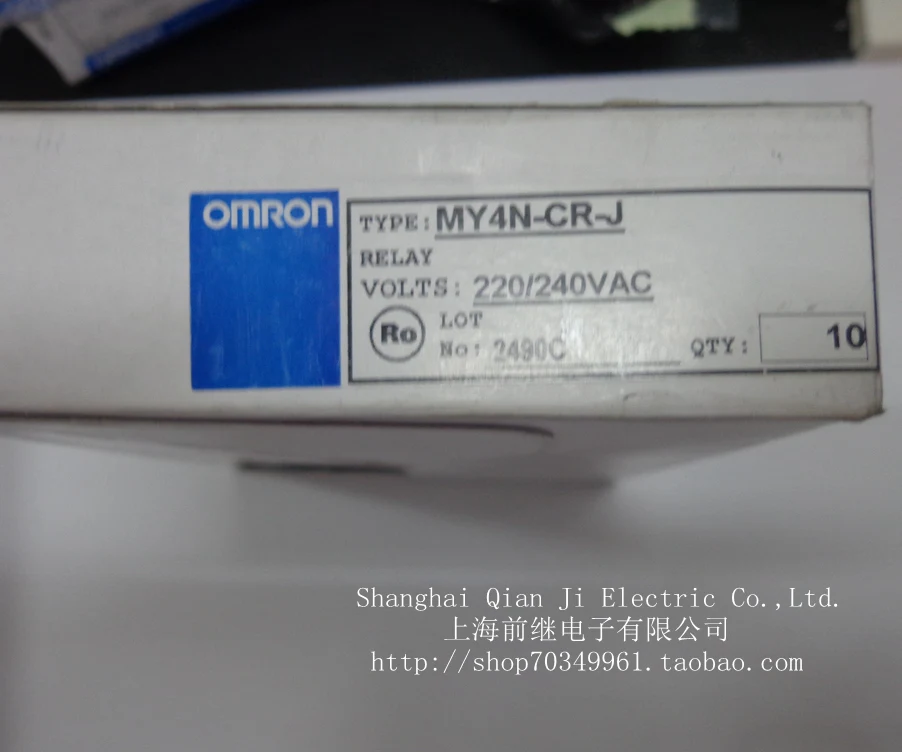 OMRON
TYPE: MY4N-CR-J
RELAY
VOLTS: 220/240VAC
Ro
LOT
No: 2490C
QTY: 10
Shanghai Qian Ji Electric Co.,Ltd.
上海前继电子有限公司
http://shop70349961.taobao.com